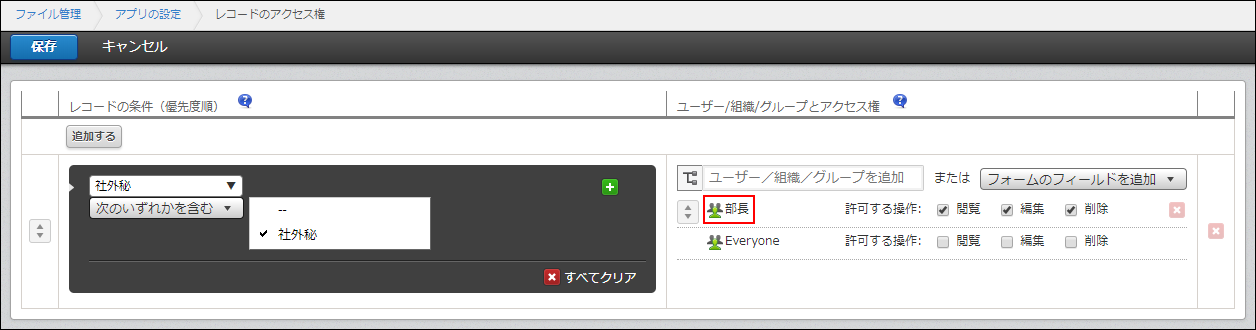 ファイル管理 アプリの設定 レコードのアクセス権
保存 キャンセル
レコードの条件（優先度順） ? ユーザー/組織/グループとアクセス権 ?
追加する
社外秘
次のいずれかを含む
--
社外秘
すべてクリア
ユーザー／組織／グループを追加 または フォームのフィールドを追加
部長 許可する操作: 閲覧 編集 削除
Everyone 許可する操作: 閲覧 編集 削除